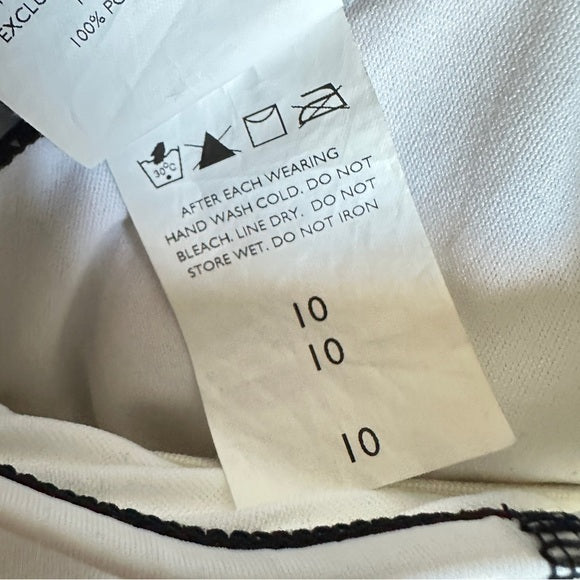 100% PO
30°C
AFTER EACH WEARING
HAND WASH COLD. DO NOT
BLEACH. LINE DRY. DO NOT
STORE WET. DO NOT IRON
10
10
10